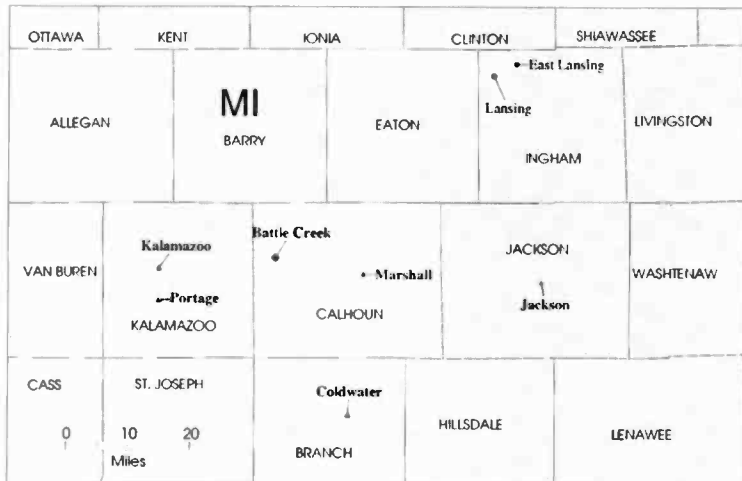 OTTAWA KENT IONIA CLINTON SHIAWASSEE
East Lansing
MI
Lansing
ALLEGAN BARRY EATON LIVINGSTON
INGHAM
Battle Creek
Kalamazoo JACKSON
VAN BUREN Marshall WASHTENAW
Portage Jackson
KALAMAZOO CALHOUN
CASS ST. JOSEPH Coldwater
HILLSDALE LENAWEE
0 10 20
Miles BRANCH